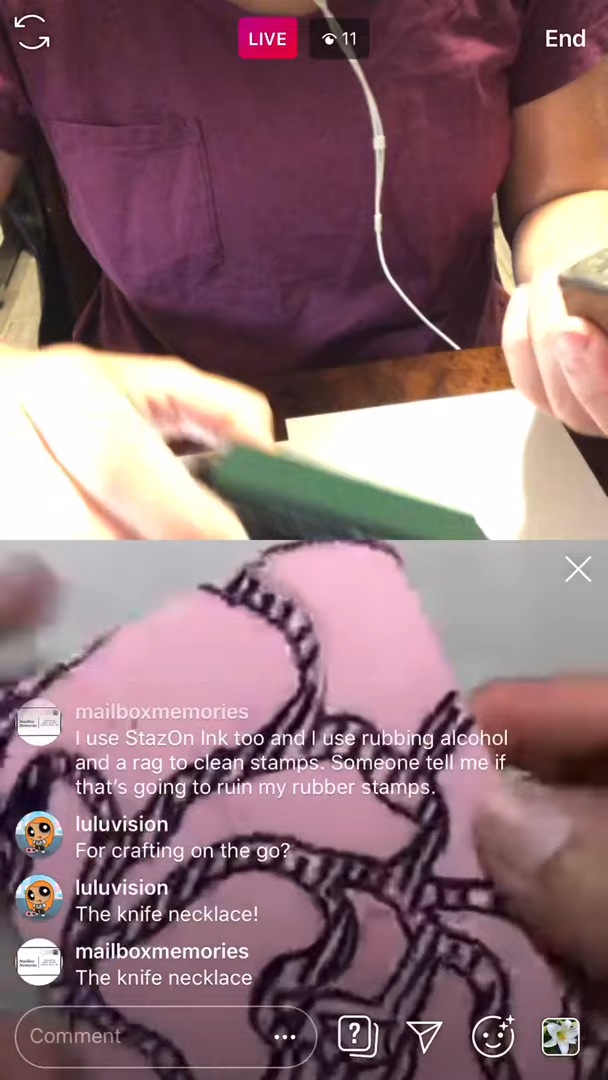 LIVE
11
End
mailboxmemories
I use StazOn Ink too and I use rubbing alcohol
and a rag to clean stamps. Someone tell me if
that's going to ruin my rubber stamps.
luluvision
For crafting on the go?
luluvision
The knife necklace!
mailboxmemories
The knife necklace
Comment